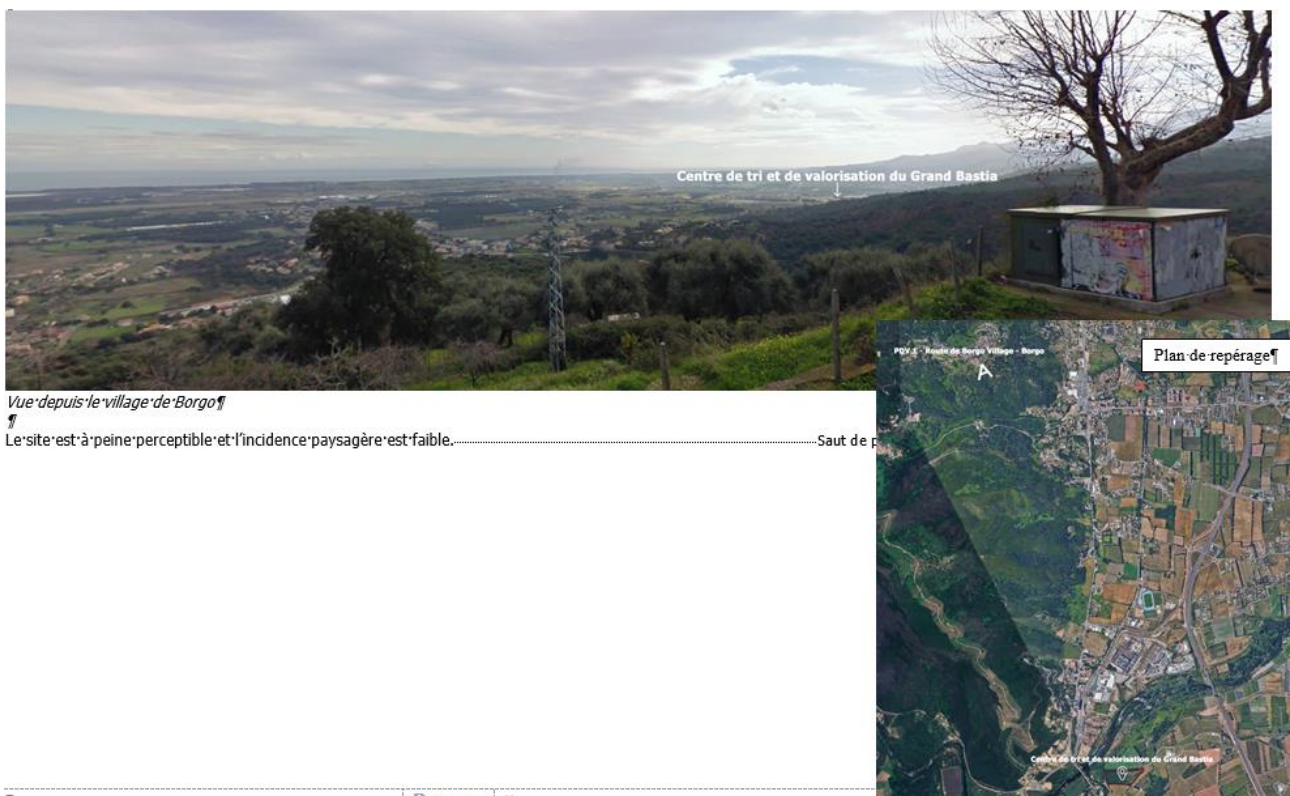 Centre de tri et de valorisation du Grand Bastia
Vue·depuis·le·village·de·Borgo¶
¶
Le·site·est·à·peine·perceptible·et·l’incidence·paysagère·est·faible.
Saut de p
Plan·de·repérage¶
PDV.1 - Route de Borgo Village - Borgo
Centre de tri et de valorisation du Grand Bastia